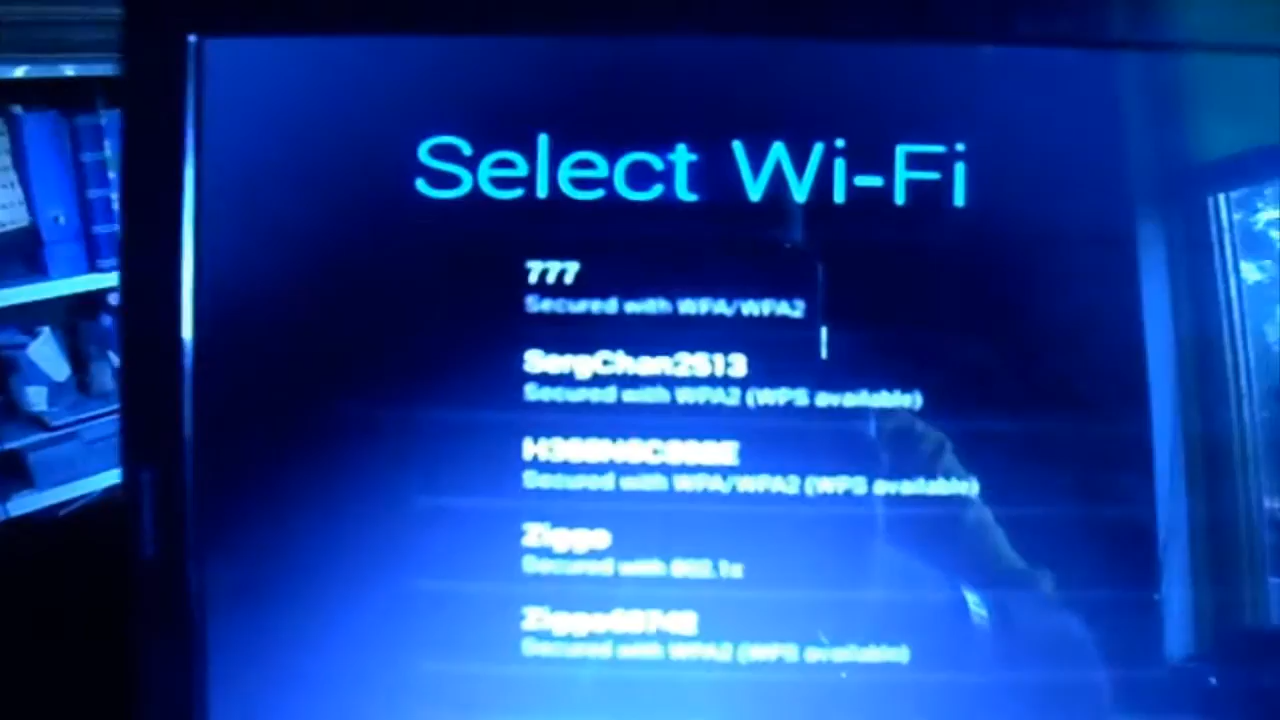 Select Wi-Fi
777
Secured with WPA/WPA2
SergChan2513
Secured with WPA2 (WPS available)
Secured with WPA/WPA2 (WPS available)
Ziggo
Secured with 802.1x
Secured with WPA2 (WPS available)